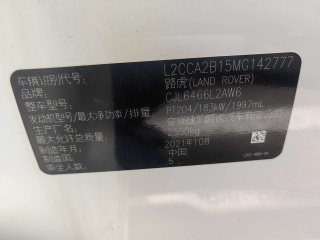 车辆识别代号: L2CCA2B15MG142777
品牌: 路虎(LAND ROVER)
整车型号: CJL6466L2AW6
发动机型号/最大净功率/排量: PT204/183kW/1997mL
生产厂名: 奇瑞捷豹路虎汽车有限公司
最大允许总质量: 2550kg
制造年月: 2021年10月
制造国: 中国
乘坐人数: 5